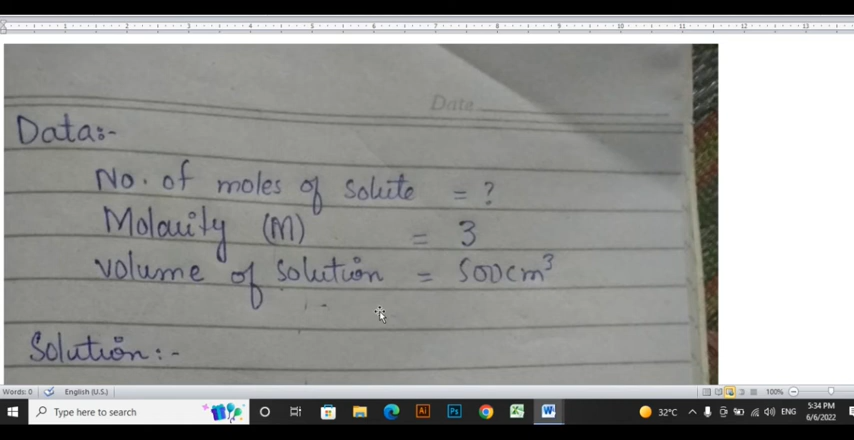 Date
Data:-
No. of moles of solute = ?
Molarity (M) = 3
Volume of solution = 500cm³
Solution:-
Words: 0 English (U.S.) 100%
Type here to search 32°C ENG 5:34 PM
6/6/2022